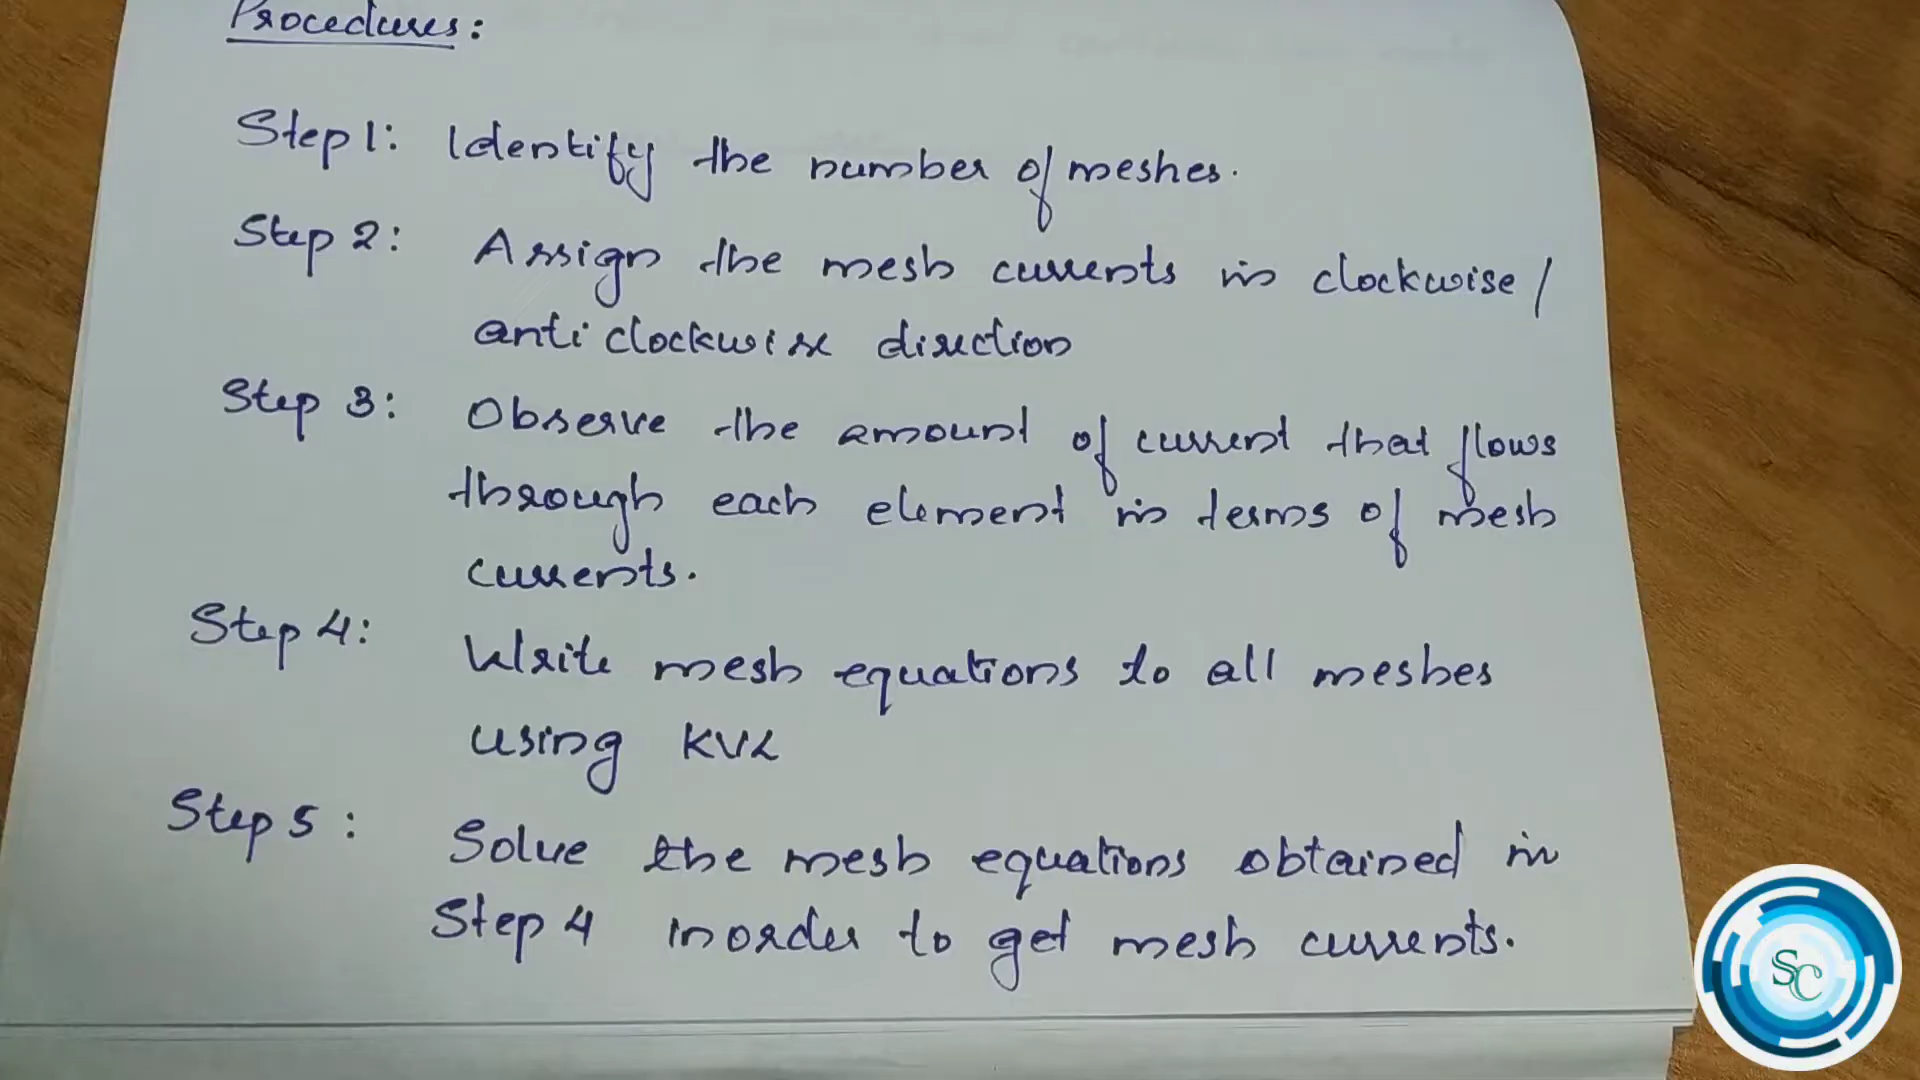 Procedures:
Step 1: Identify the number of meshes.
Step 2: Assign the mesh currents in clockwise/
anti clockwise direction
Step 3: Observe the amount of current that flows
through each element in terms of mesh
currents.
Step 4: Write mesh equations to all meshes
using KVL
Step 5: Solve the mesh equations obtained in
Step 4 inorder to get mesh currents.
SC